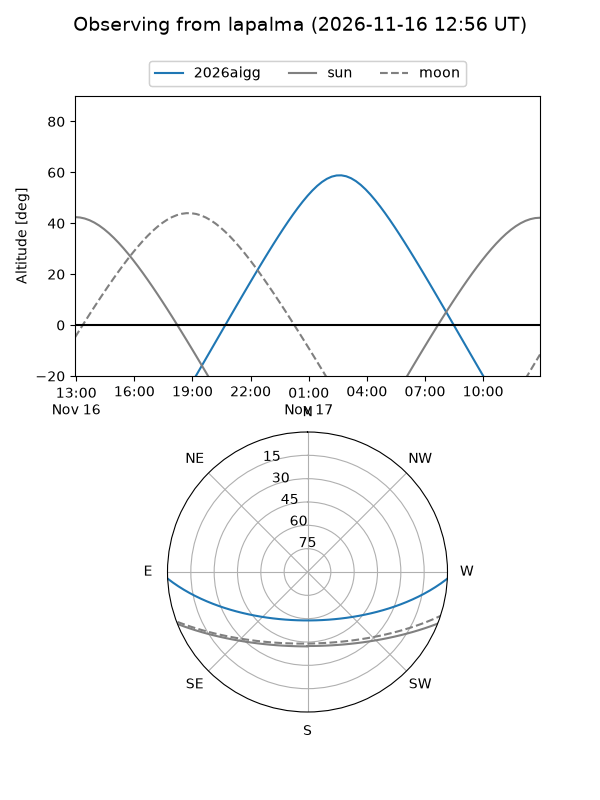 Observing from lapalma (2026-11-16 12:56 UT)
2026aigg sun moon
80
60
40
20
0
−20
Altitude [deg]
13:00 16:00 19:00 22:00 01:00 04:00 07:00 10:00
Nov 16 Nov 17
N
NE NW
15
30
45
60
75
E W
SE SW
S